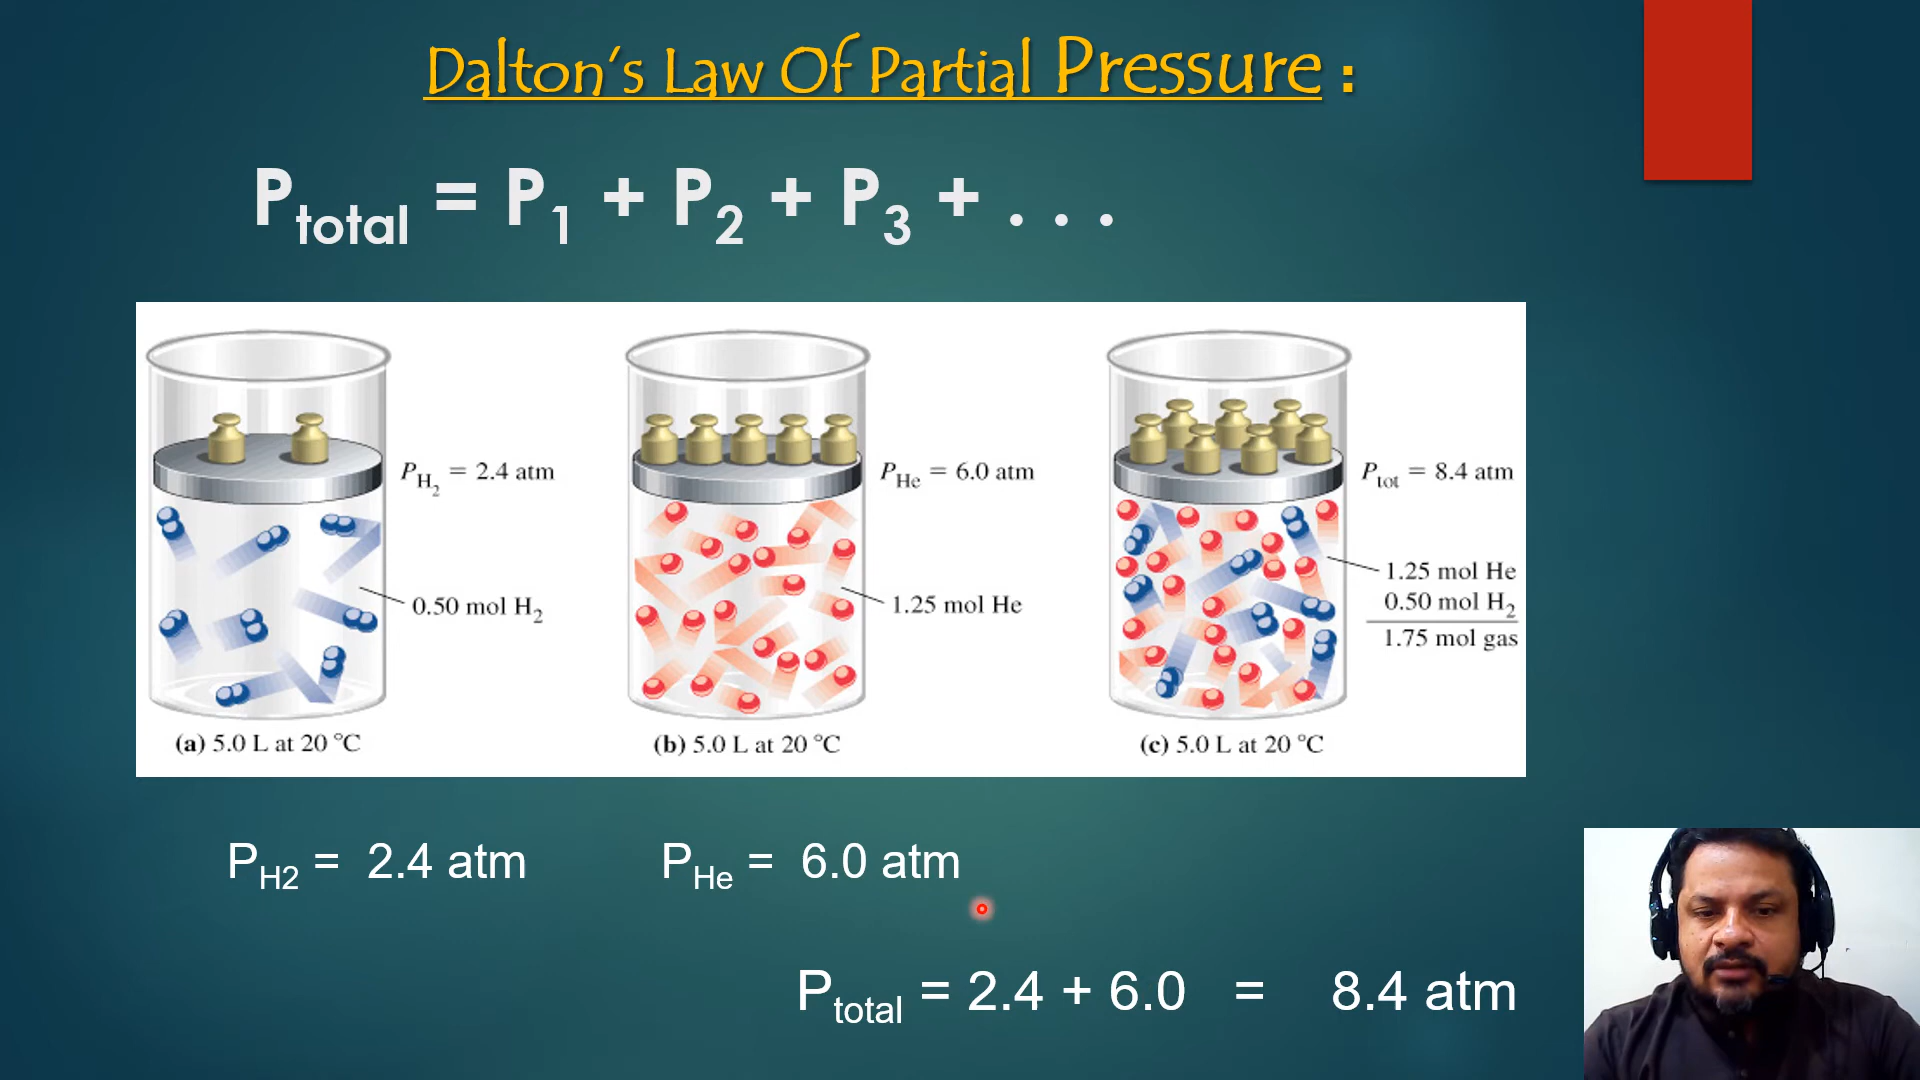 Dalton's Law Of Partial Pressure :
Ptotal = P1 + P2 + P3 + . . .
PH2 = 2.4 atm
0.50 mol H2
(a) 5.0 L at 20 °C
PHe = 6.0 atm
1.25 mol He
(b) 5.0 L at 20 °C
Ptot = 8.4 atm
1.25 mol He
0.50 mol H2
1.75 mol gas
(c) 5.0 L at 20 °C
PH2 = 2.4 atm
PHe = 6.0 atm
Ptotal = 2.4 + 6.0 = 8.4 atm